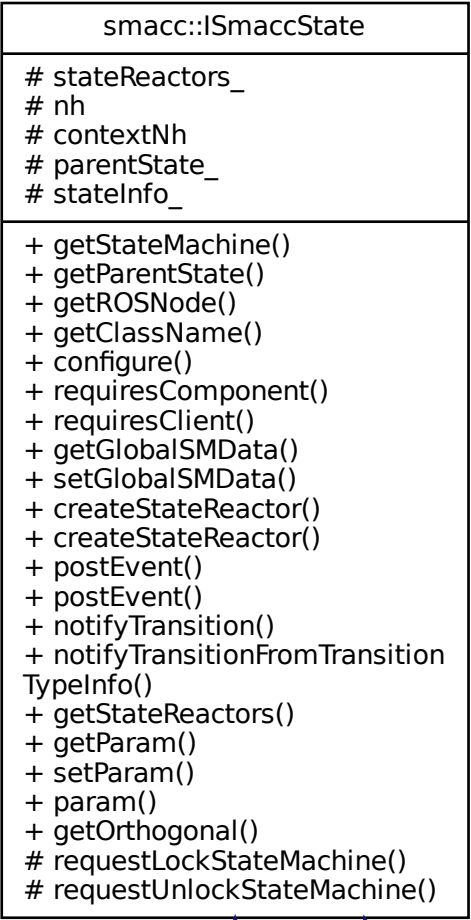 smacc::ISmaccState
# stateReactors_
# nh
# contextNh
# parentState_
# stateInfo_
+ getStateMachine()
+ getParentState()
+ getROSNode()
+ getClassName()
+ configure()
+ requiresComponent()
+ requiresClient()
+ getGlobalSMData()
+ setGlobalSMData()
+ createStateReactor()
+ createStateReactor()
+ postEvent()
+ postEvent()
+ notifyTransition()
+ notifyTransitionFromTransition
TypeInfo()
+ getStateReactors()
+ getParam()
+ setParam()
+ param()
+ getOrthogonal()
# requestLockStateMachine()
# requestUnlockStateMachine()